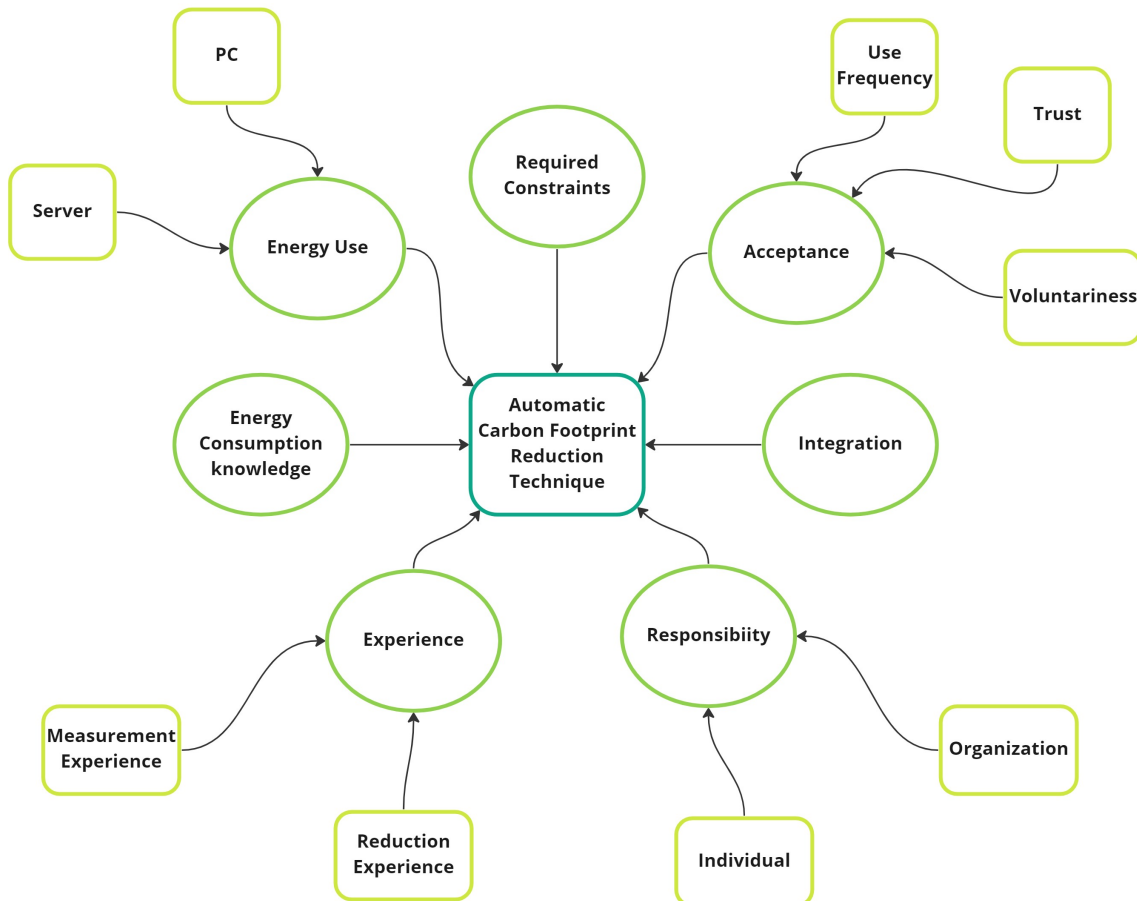 PC
Use
Frequency
Trust
Required
Constraints
Server
Energy Use
Acceptance
Voluntariness
Automatic
Carbon Footprint
Reduction
Technique
Energy
Consumption
knowledge
Integration
Experience
Responsibiity
Measurement
Experience
Organization
Reduction
Experience
Individual